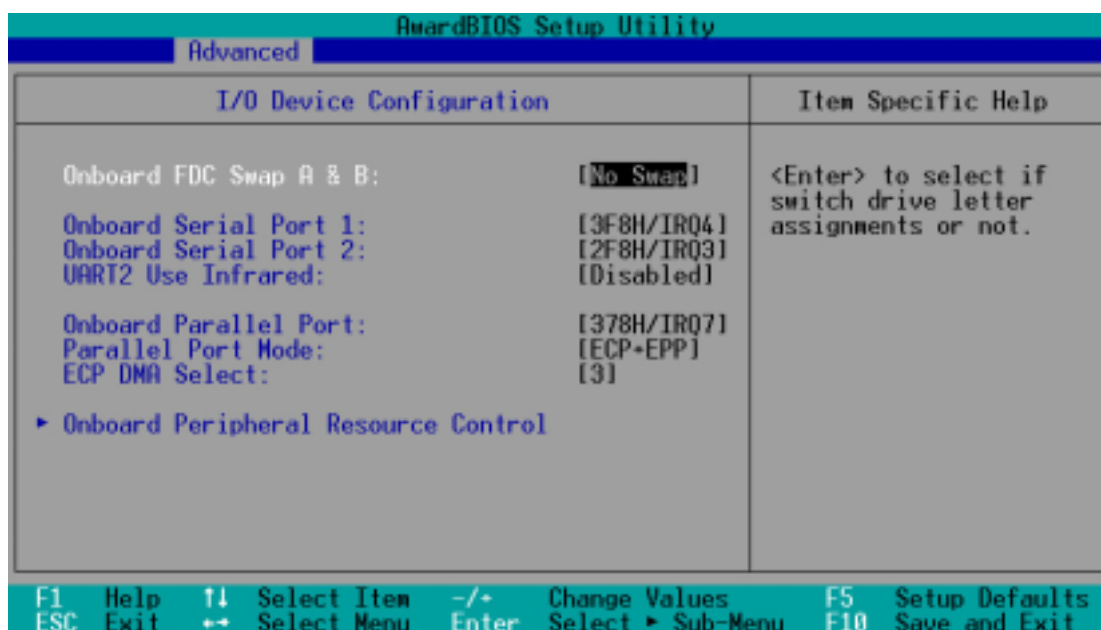 AwardBIOS Setup Utility
Advanced
I/O Device Configuration
Item Specific Help
Onboard FDC Swap A & B: [No Swap]
Onboard Serial Port 1: [3F8H/IRQ4]
Onboard Serial Port 2: [2F8H/IRQ3]
UART2 Use Infrared: [Disabled]
Onboard Parallel Port: [378H/IRQ7]
Parallel Port Mode: [ECP+EPP]
ECP DMA Select: [3]
▸ Onboard Peripheral Resource Control
<Enter> to select if
switch drive letter
assignments or not.
F1 Help ↑↓ Select Item -/+ Change Values F5 Setup Defaults
ESC Exit ←→ Select Menu Enter Select ▸ Sub-Menu F10 Save and Exit